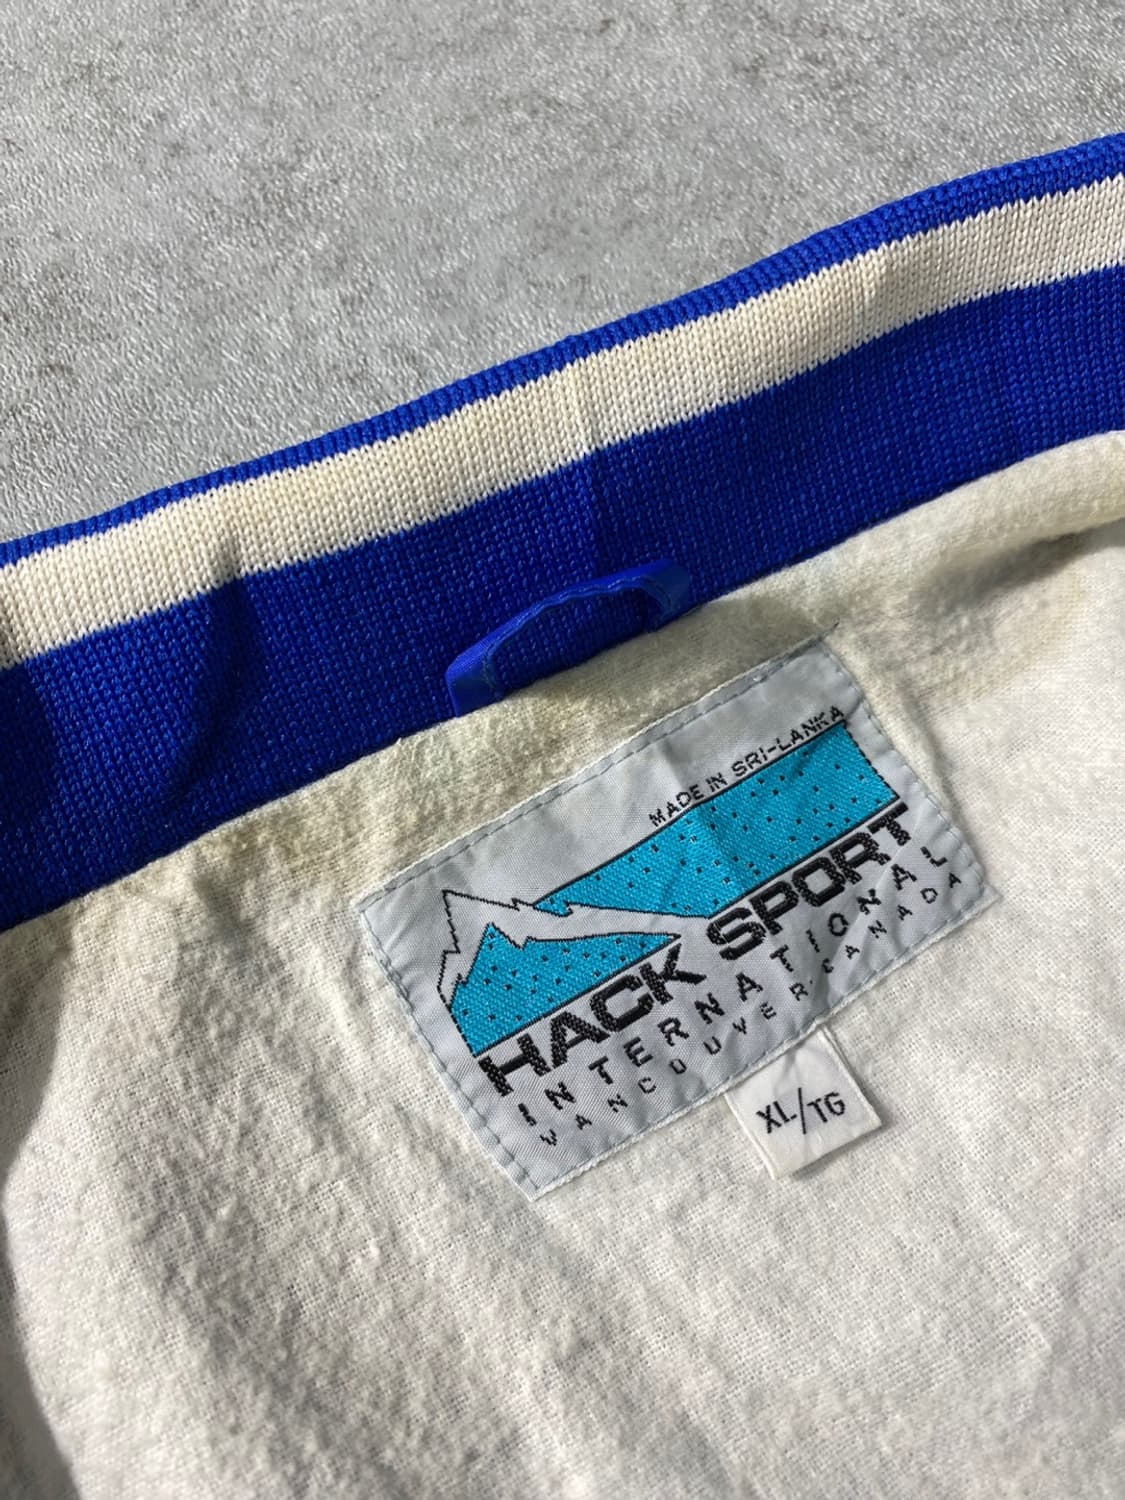 MADE IN SRI-LANKA
HACK SPORT
INTERNATIONAL
VANCOUVER. CANADA
XL/TG